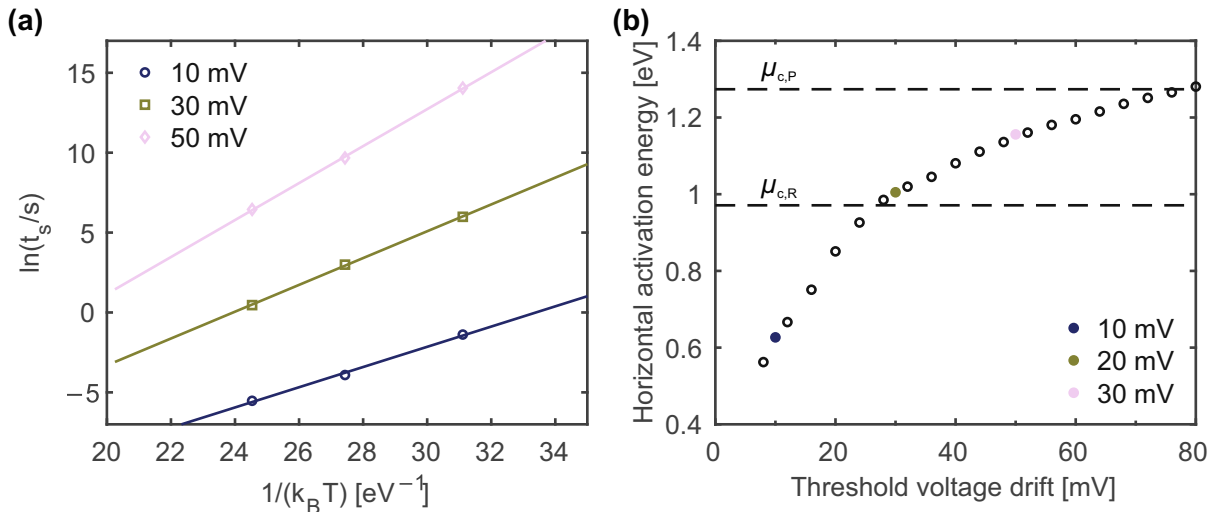 (a)
ln(t_s/s)
15
10
5
0
−5
10 mV
30 mV
50 mV
20 22 24 26 28 30 32 34
1/(k_B T) [eV⁻¹]
(b)
Horizontal activation energy [eV]
1.4
1.2
1
0.8
0.6
0.4
μc,P
μc,R
10 mV
20 mV
30 mV
0 20 40 60 80
Threshold voltage drift [mV]